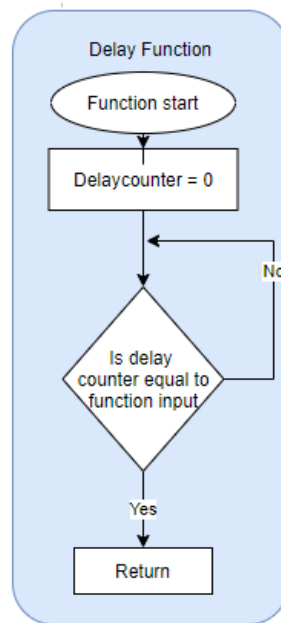 Delay Function
Function start
Delaycounter = 0
No
Is delay
counter equal to
function input
Yes
Return